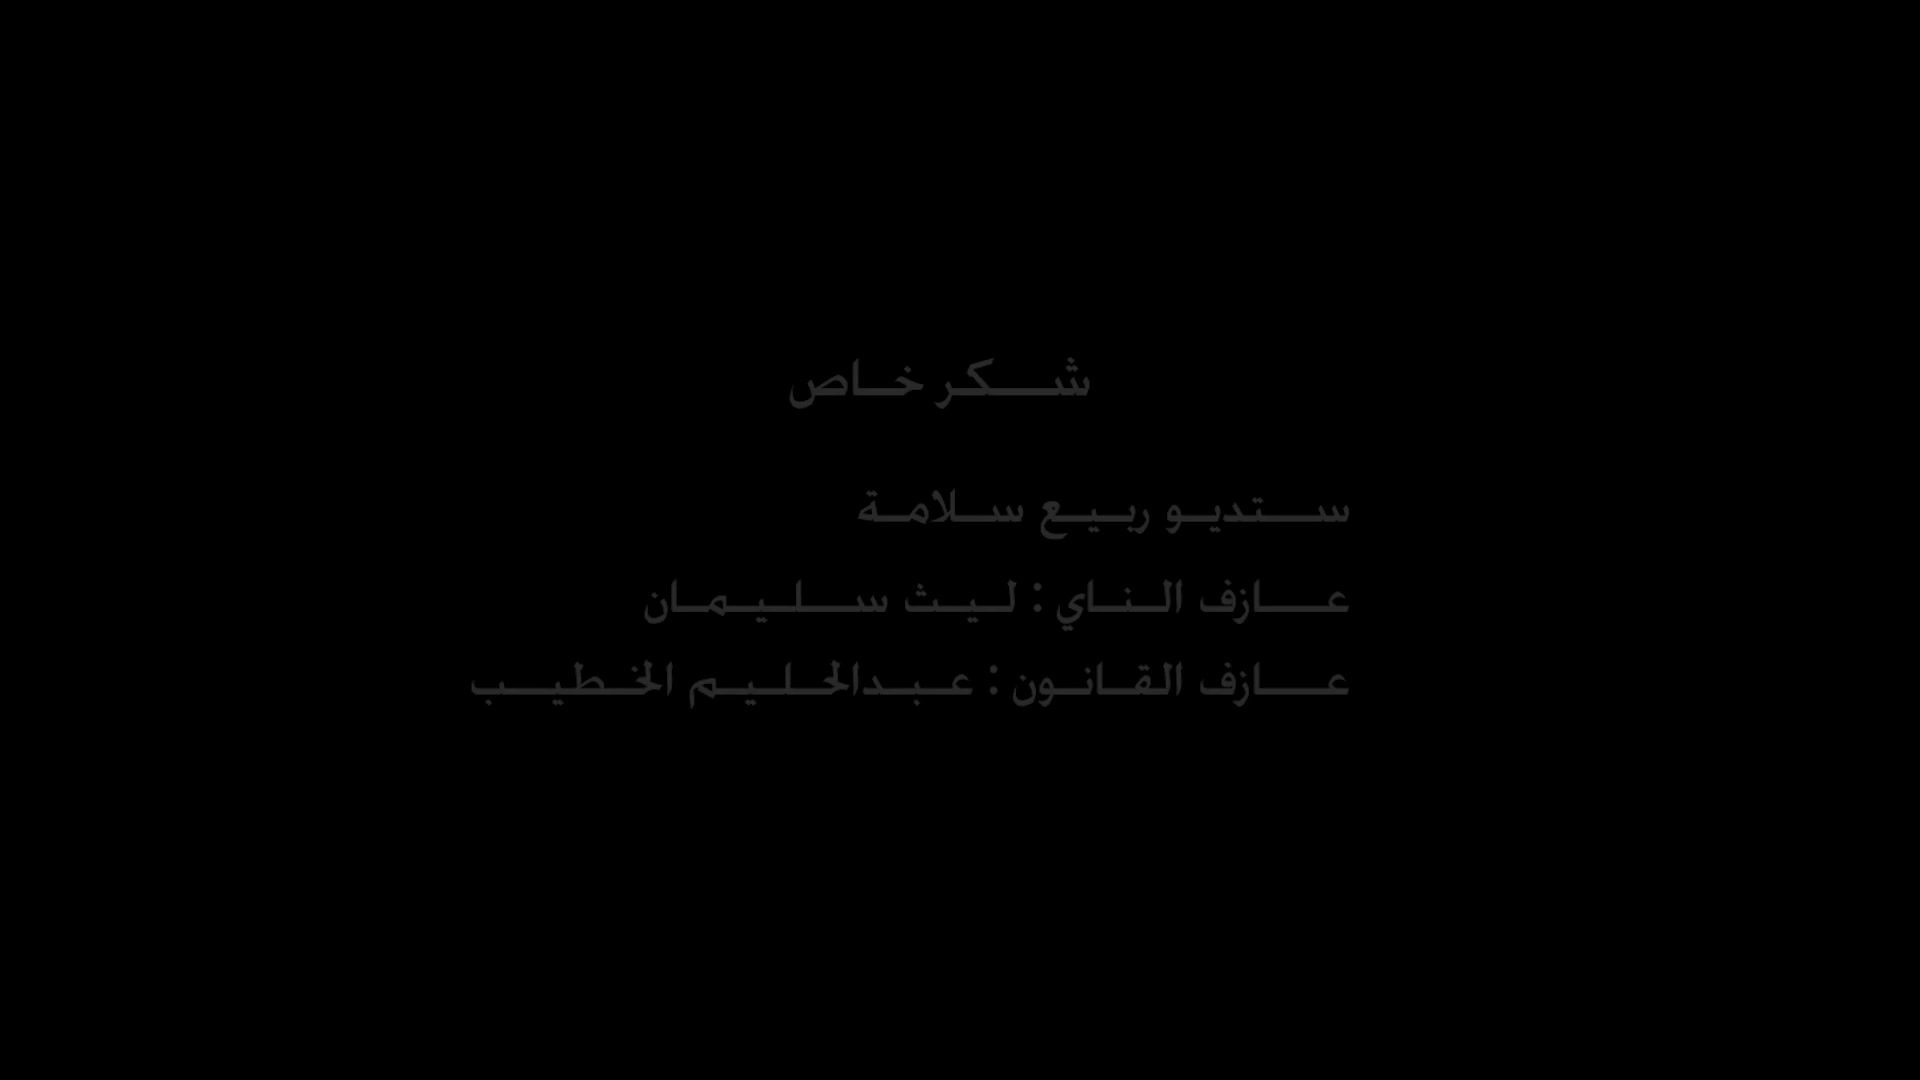 شكر خاص
ستديو ربيع سلامة
عازف الناي : ليث سليمان
عازف القانون : عبدالحليم الخطيب